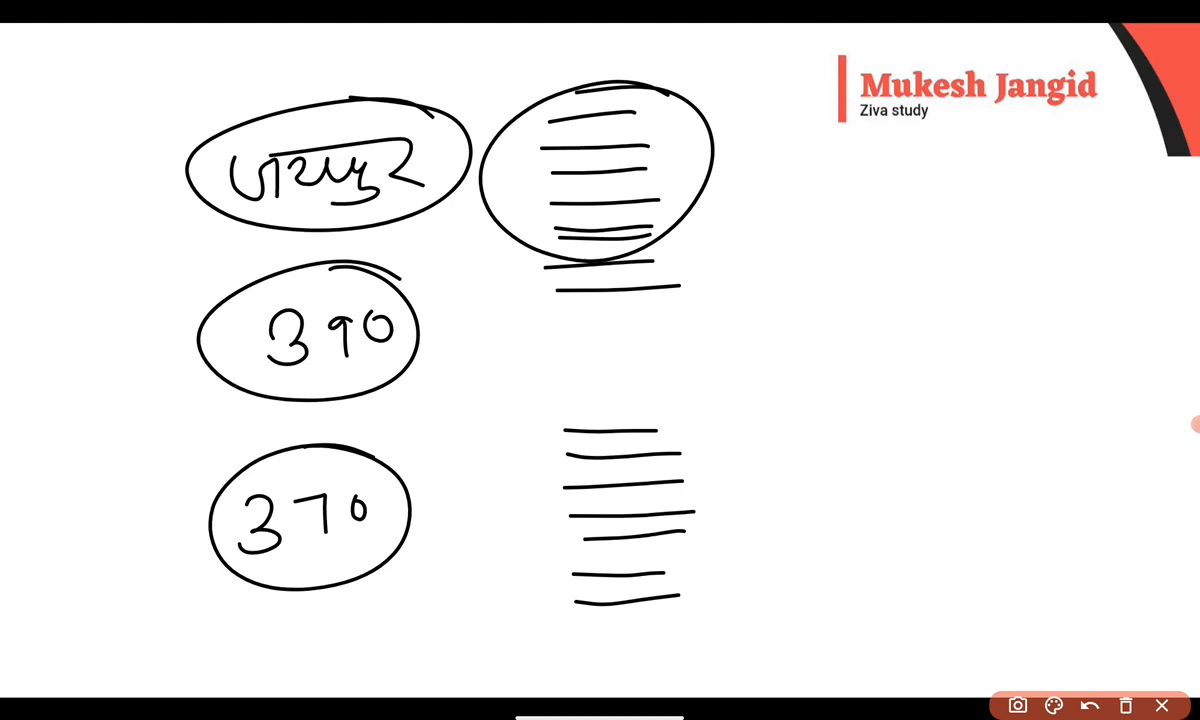 Mukesh Jangid
Ziva study
जयपुर
390
370